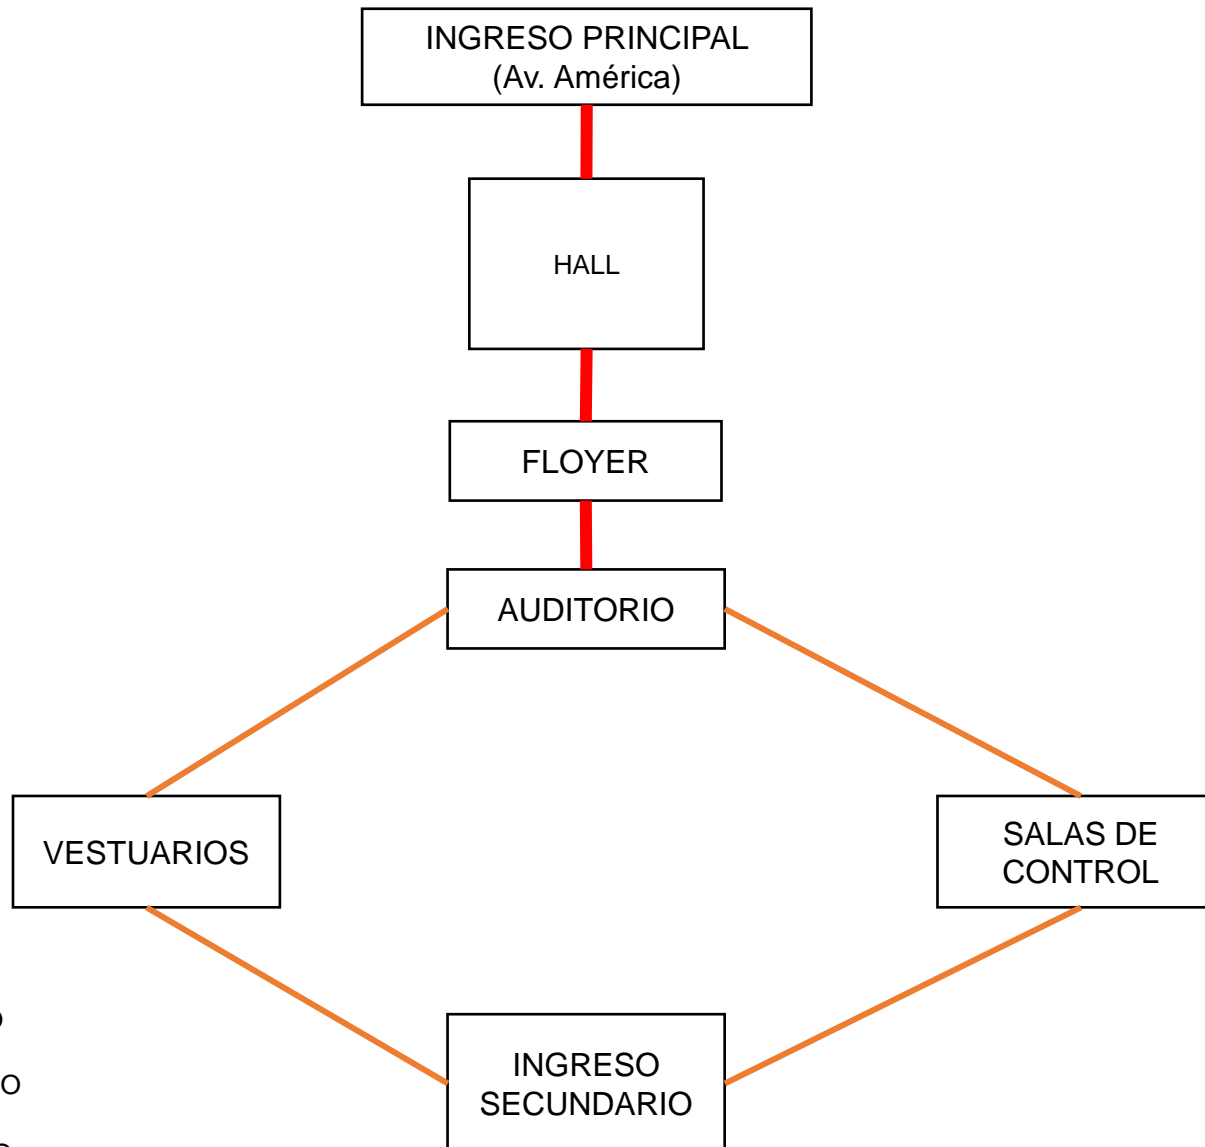 INGRESO PRINCIPAL
(Av. América)
HALL
FLOYER
AUDITORIO
VESTUARIOS
SALAS DE
CONTROL
INGRESO
SECUNDARIO